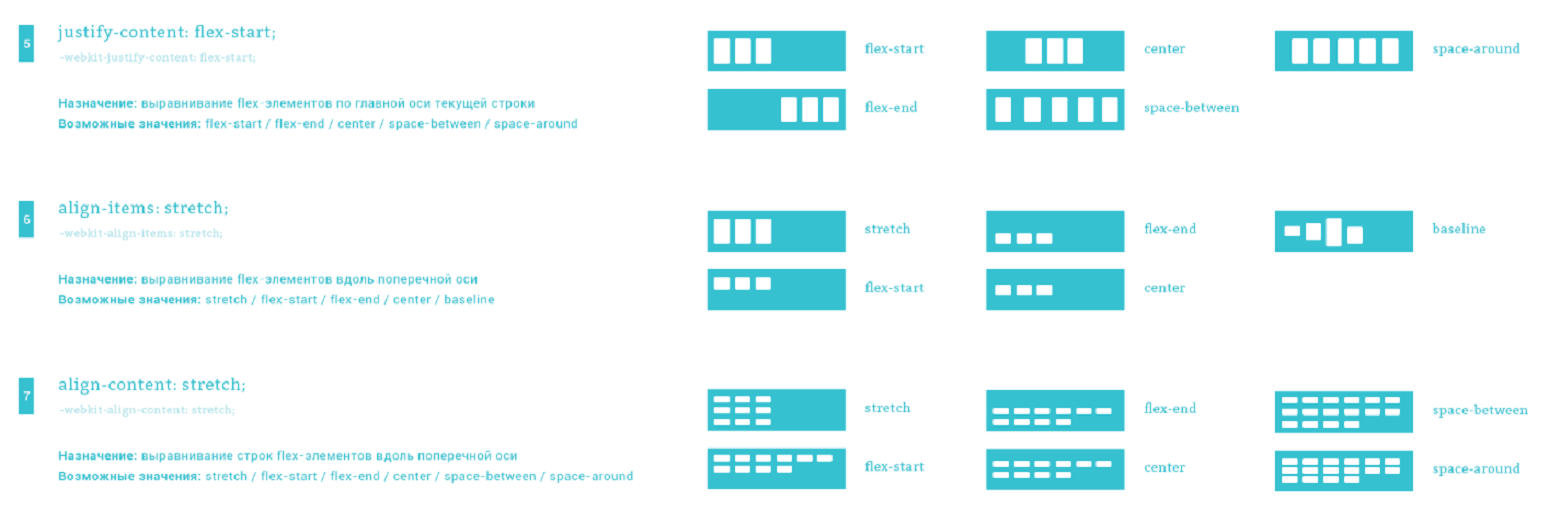 5
justify-content: flex-start;
-webkit-justify-content: flex-start;
Назначение: выравнивание flex-элементов по главной оси текущей строки
Возможные значения: flex-start / flex-end / center / space-between / space-around
flex-start
center
space-around
flex-end
space-between
6
align-items: stretch;
-webkit-align-items: stretch;
Назначение: выравнивание flex-элементов вдоль поперечной оси
Возможные значения: stretch / flex-start / flex-end / center / baseline
stretch
flex-end
baseline
flex-start
center
7
align-content: stretch;
-webkit-align-content: stretch;
Назначение: выравнивание строк flex-элементов вдоль поперечной оси
Возможные значения: stretch / flex-start / flex-end / center / space-between / space-around
stretch
flex-end
space-between
flex-start
center
space-around